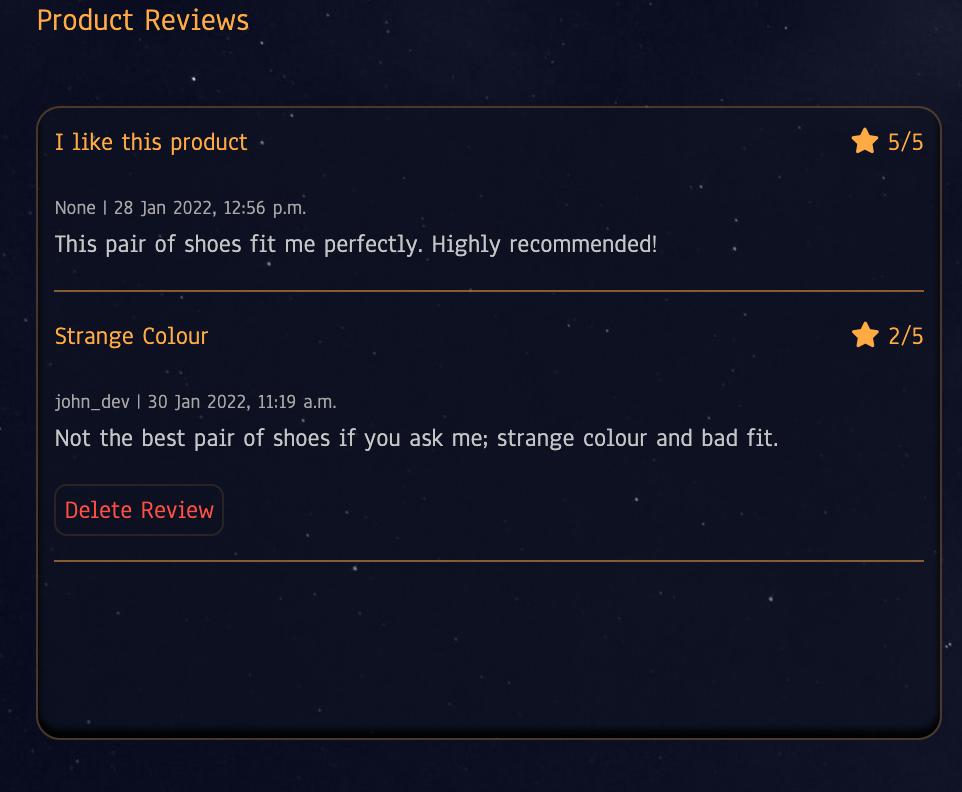 Product Reviews
I like this product 5/5
None | 28 Jan 2022, 12:56 p.m.
This pair of shoes fit me perfectly. Highly recommended!
Strange Colour 2/5
john_dev | 30 Jan 2022, 11:19 a.m.
Not the best pair of shoes if you ask me; strange colour and bad fit.
Delete Review